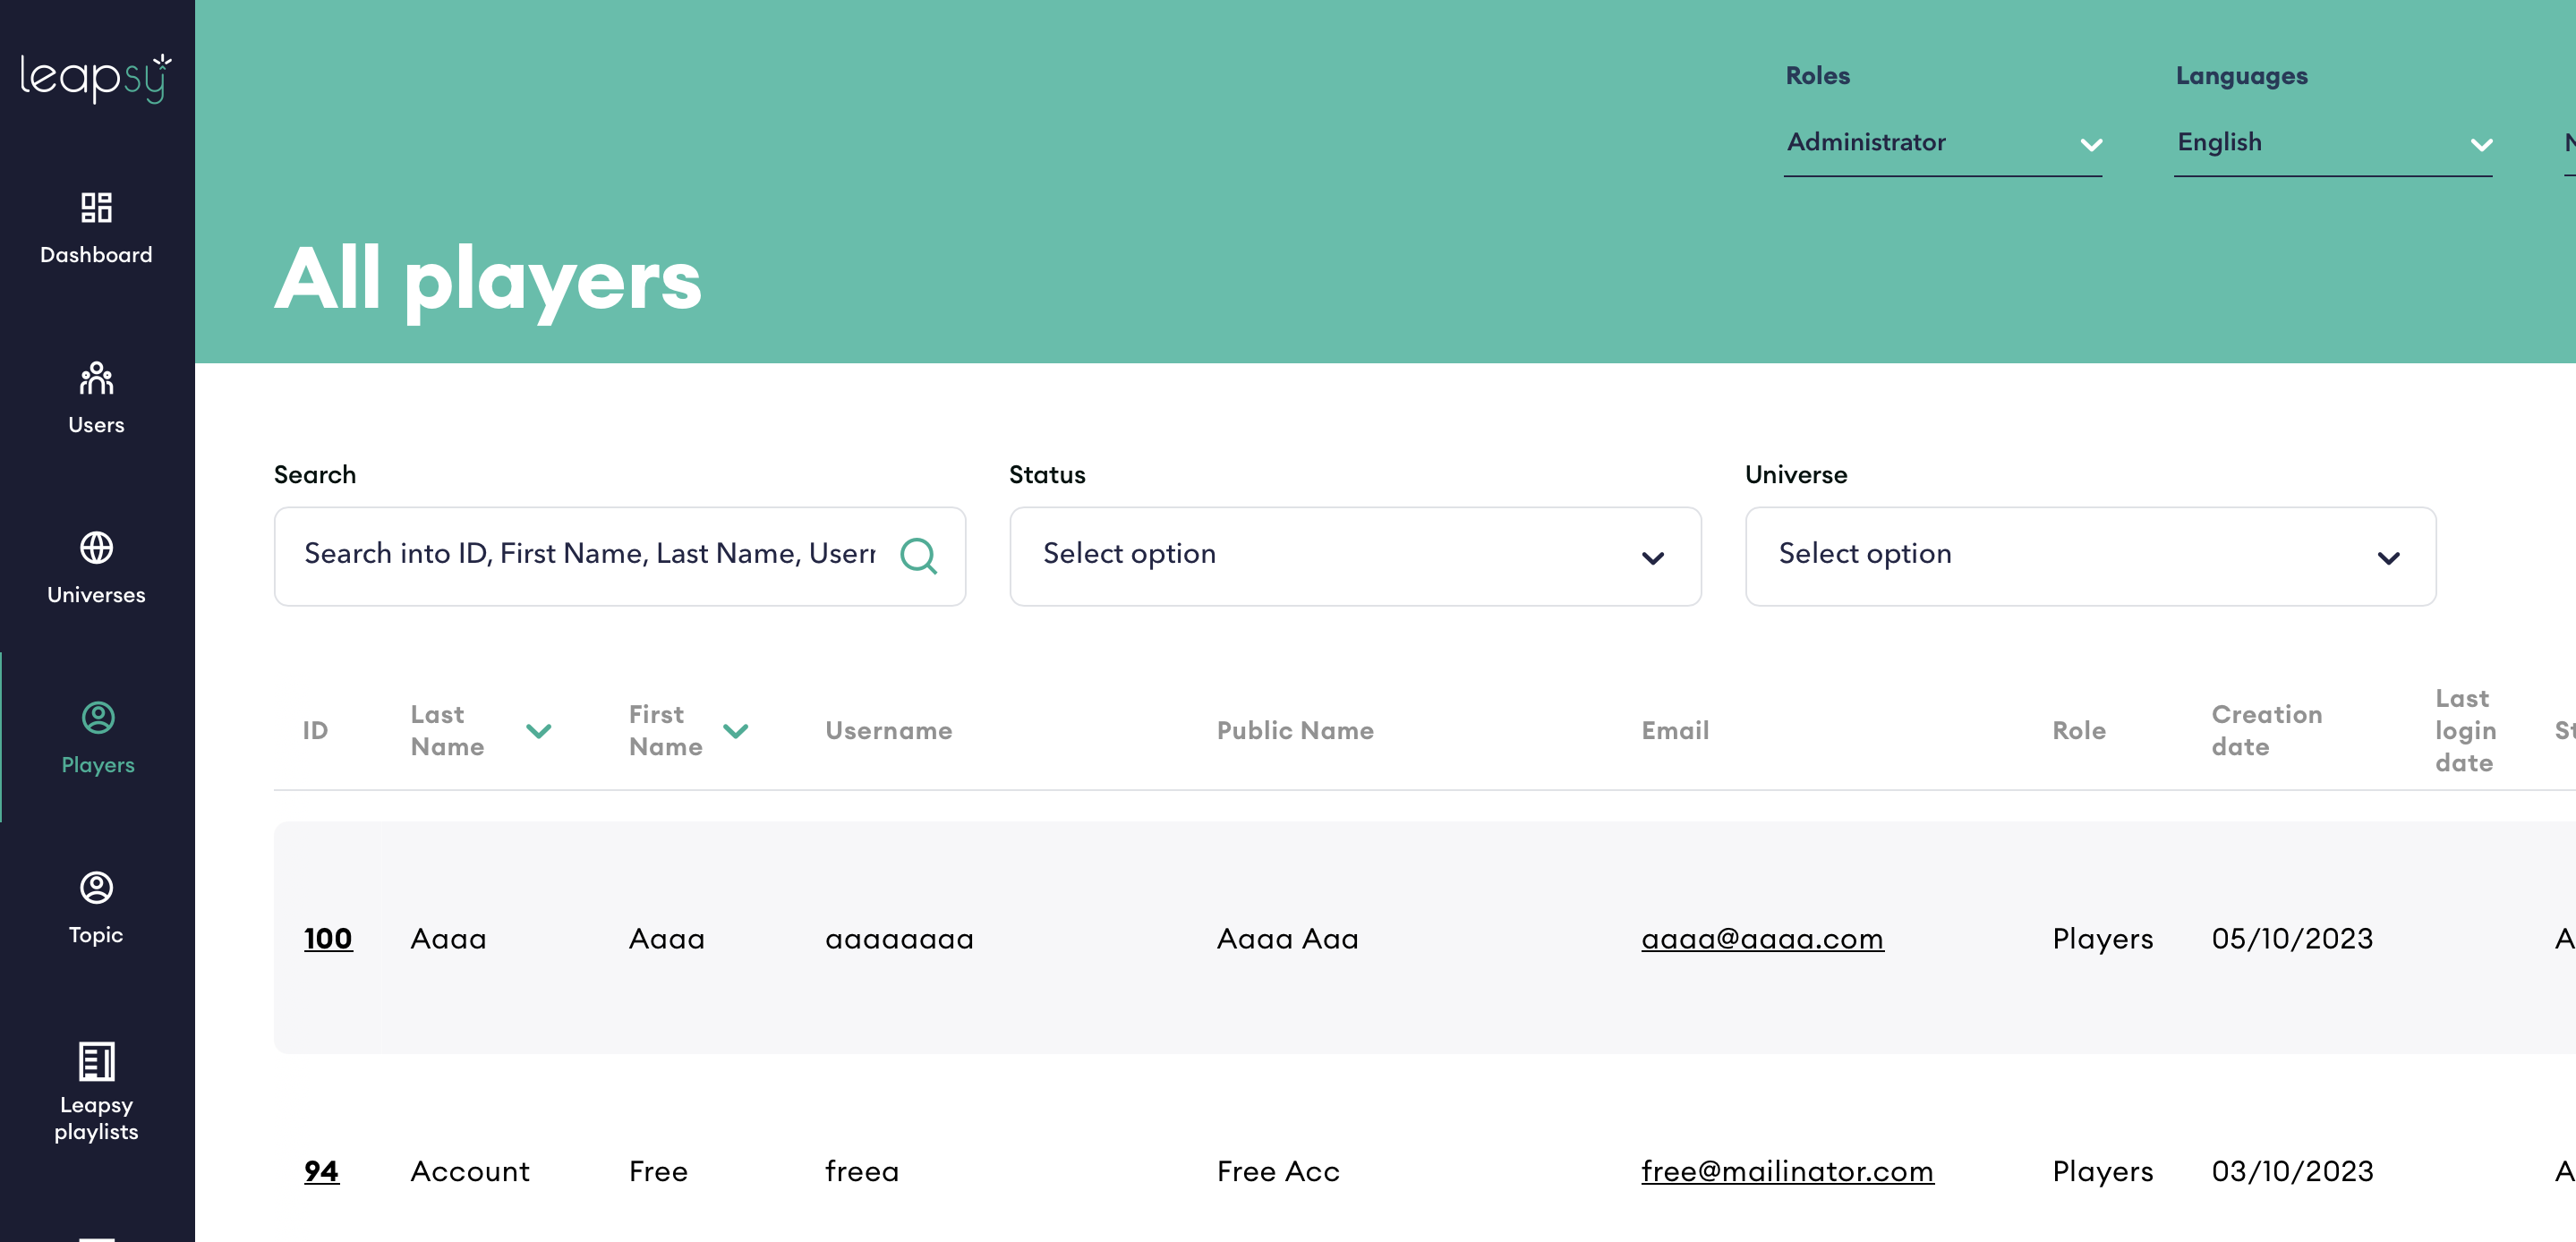 leapsy
Dashboard
Users
Universes
Players
Topic
Leapsy
playlists
Roles
Languages
Administrator
English
All players
Search
Status
Universe
Search into ID, First Name, Last Name, Usern
Select option
Select option
ID
Last
Name
First
Name
Username
Public Name
Email
Role
Creation
date
Last
login
date
St
100 Aaaa Aaaa aaaaaaaa Aaaa Aaa aaaa@aaaa.com Players 05/10/2023 A
94 Account Free freea Free Acc free@mailinator.com Players 03/10/2023 A